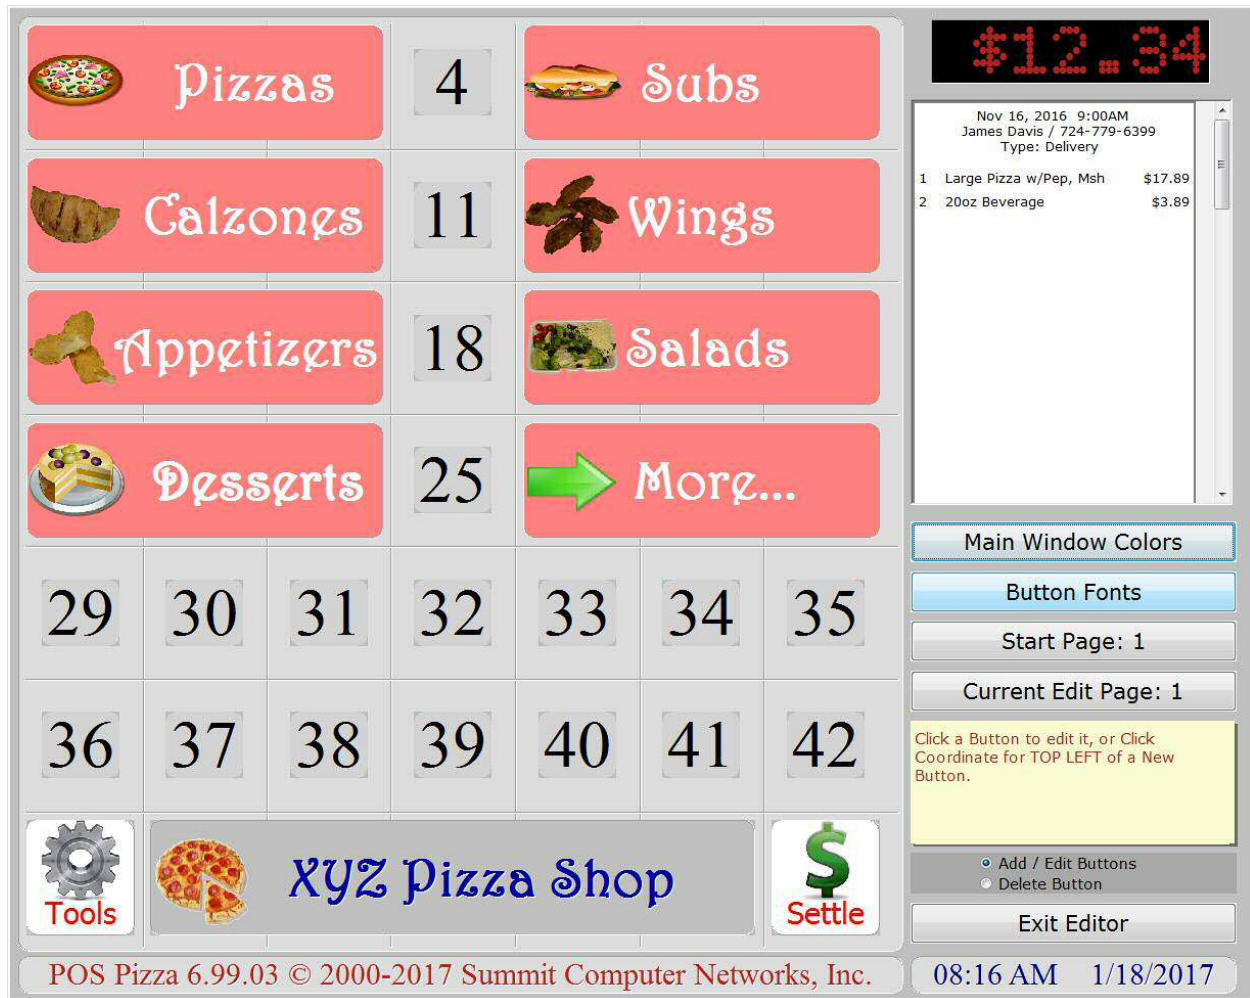 Pizzas 4 Subs
Calzones 11 Wings
Appetizers 18 Salads
Desserts 25 More...
29 30 31 32 33 34 35
36 37 38 39 40 41 42
Tools XYZ Pizza Shop Settle
POS Pizza 6.99.03 © 2000-2017 Summit Computer Networks, Inc.
$12.34
Nov 16, 2016 9:00AM
James Davis / 724-779-6399
Type: Delivery
1 Large Pizza w/Pep, Msh $17.89
2 20oz Beverage $3.89
Main Window Colors
Button Fonts
Start Page: 1
Current Edit Page: 1
Click a Button to edit it, or Click
Coordinate for TOP LEFT of a New
Button.
Add / Edit Buttons
Delete Button
Exit Editor
08:16 AM 1/18/2017